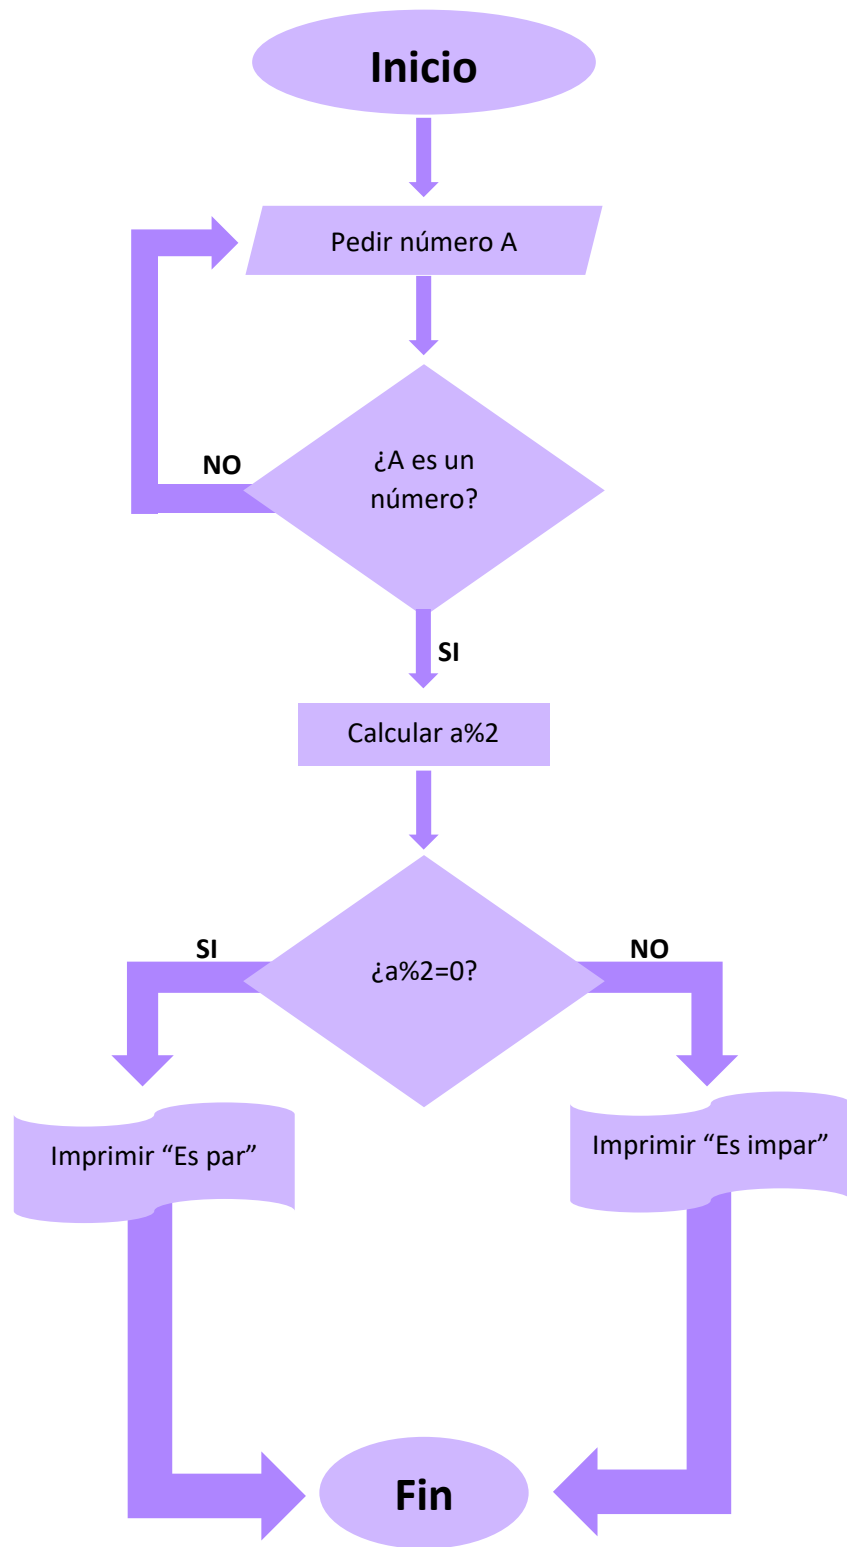 Inicio
Pedir número A
¿A es un
número?
NO
SI
Calcular a%2
¿a%2=0?
SI
NO
Imprimir “Es par”
Imprimir “Es impar”
Fin